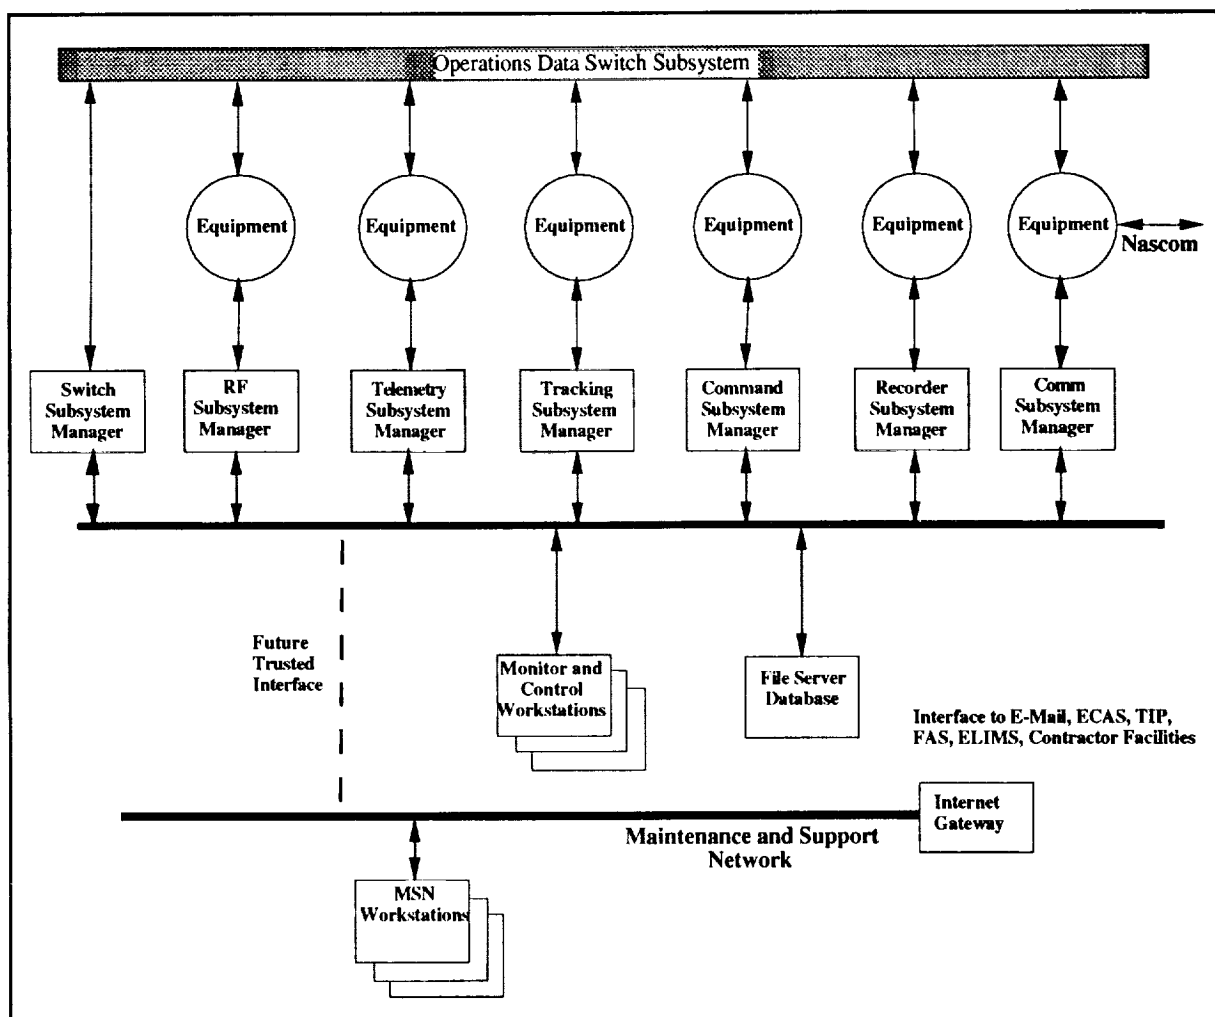 Operations Data Switch Subsystem
Equipment
Equipment
Equipment
Equipment
Equipment
Equipment
Nascom
Switch
Subsystem
Manager
RF
Subsystem
Manager
Telemetry
Subsystem
Manager
Tracking
Subsystem
Manager
Command
Subsystem
Manager
Recorder
Subsystem
Manager
Comm
Subsystem
Manager
Future
Trusted
Interface
Monitor and
Control
Workstations
File Server
Database
Interface to E-Mail, ECAS, TIP,
FAS, ELIMS, Contractor Facilities
Internet
Gateway
Maintenance and Support
Network
MSN
Workstations